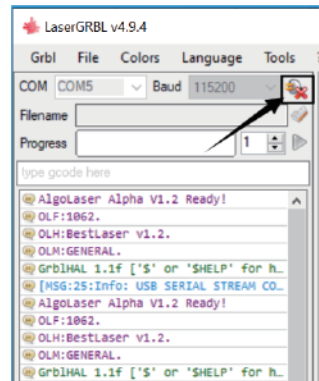 LaserGRBL v4.9.4
Grbl File Colors Language Tools
COM COM5 Baud 115200
Filename
Progress 1
type gcode here
AlgoLaser Alpha V1.2 Ready!
OLF:1062.
OLH:BestLaser v1.2.
OLM:GENERAL.
GrblHAL 1.1f ['$' or '$HELP' for h…
[MSG:25:Info: USB SERIAL STREAM CO…
AlgoLaser Alpha V1.2 Ready!
OLF:1062.
OLH:BestLaser v1.2.
OLM:GENERAL.
GrblHAL 1.1f ['$' or '$HELP' for h…